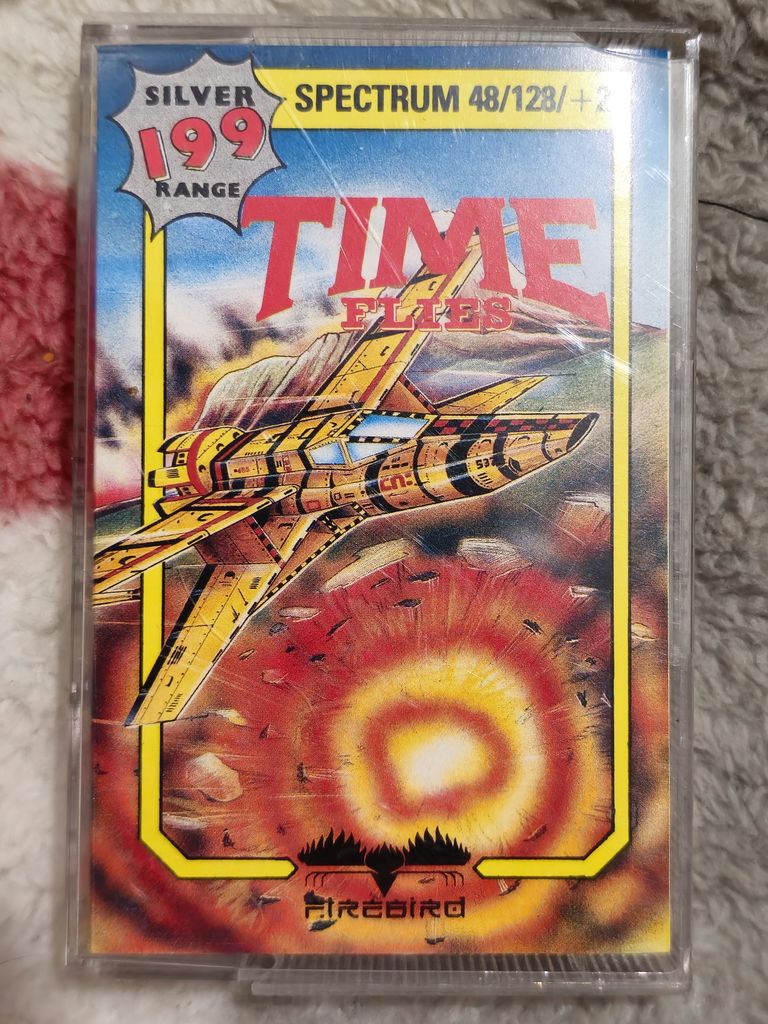 SILVER
199
RANGE
SPECTRUM 48/128/+2
TIME
FLIES
FIREBIRD